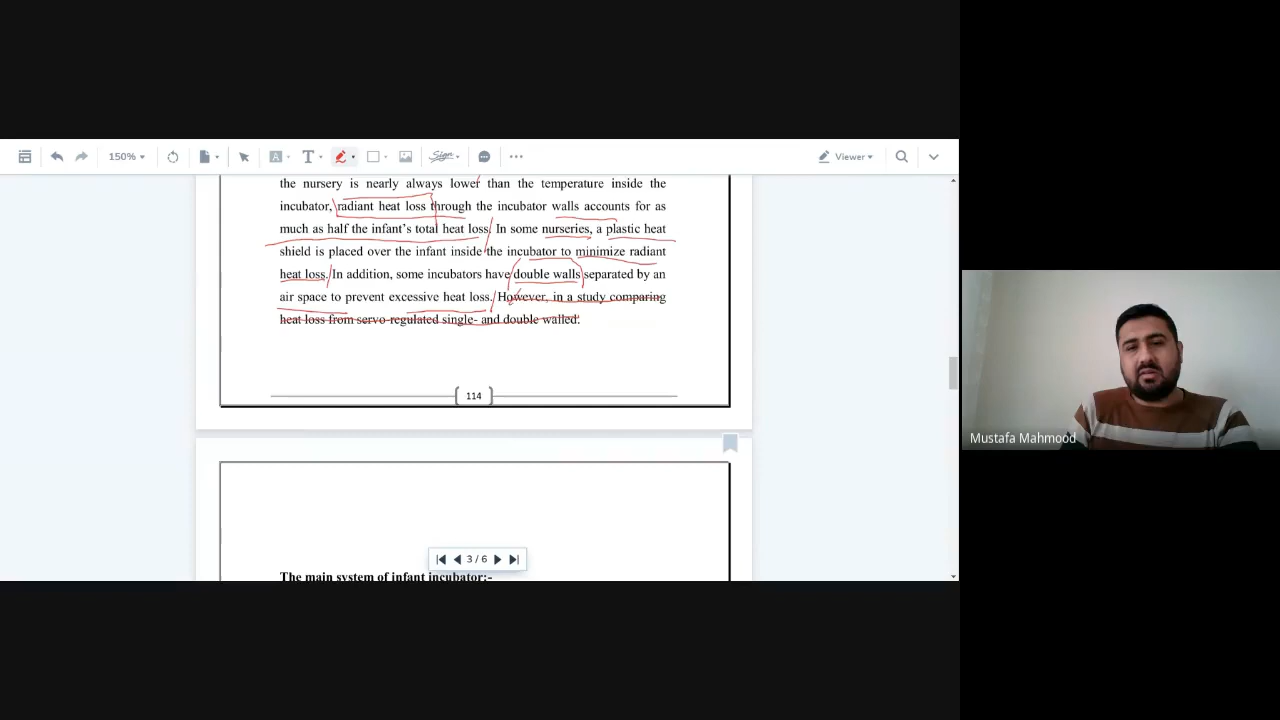 Sign
150%
Viewer
the nursery is nearly always lower than the temperature inside the
incubator, radiant heat loss through the incubator walls accounts for as
much as half the infant's total heat loss. In some nurseries, a plastic heat
shield is placed over the infant inside the incubator to minimize radiant
heat loss. In addition, some incubators have double walls separated by an
air space to prevent excessive heat loss. However, in a study comparing
heat loss from servo-regulated single- and double walled.
114
3 / 6
The main system of infant incubator:-
Mustafa Mahmood